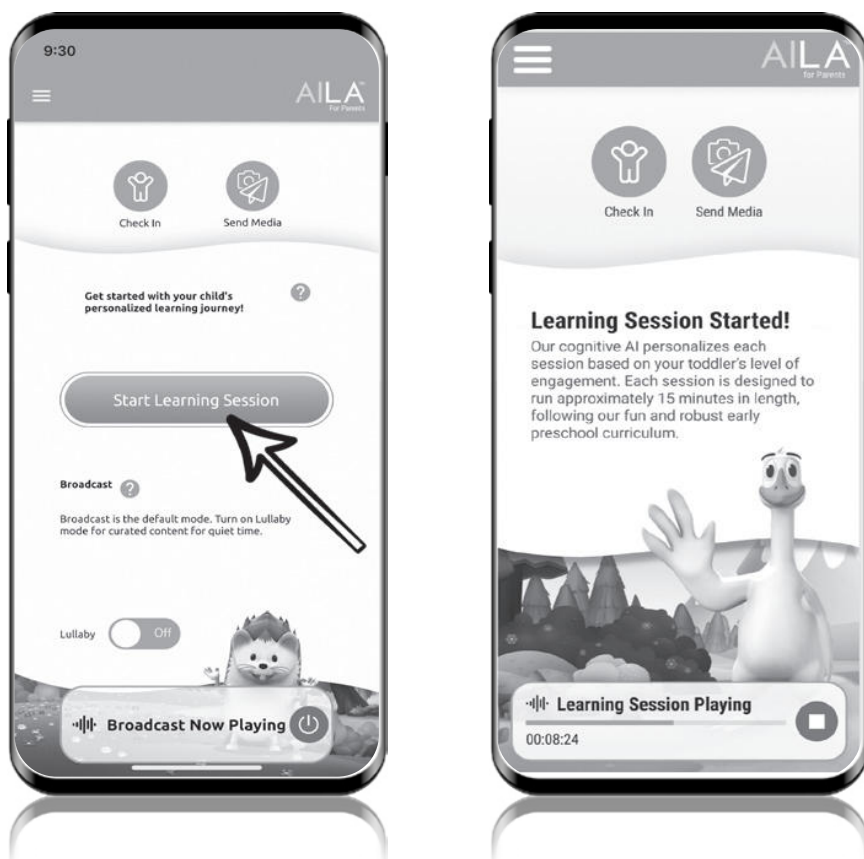 9:30
AILA™
for Parents
Check In
Send Media
Get started with your child's
personalized learning journey!
?
Start Learning Session
Broadcast ?
Broadcast is the default mode. Turn on Lullaby
mode for curated content for quiet time.
Lullaby
Off
Broadcast Now Playing
AILA™
for Parents
Check In
Send Media
Learning Session Started!
Our cognitive AI personalizes each
session based on your toddler's level of
engagement. Each session is designed to
run approximately 15 minutes in length,
following our fun and robust early
preschool curriculum.
Learning Session Playing
00:08:24